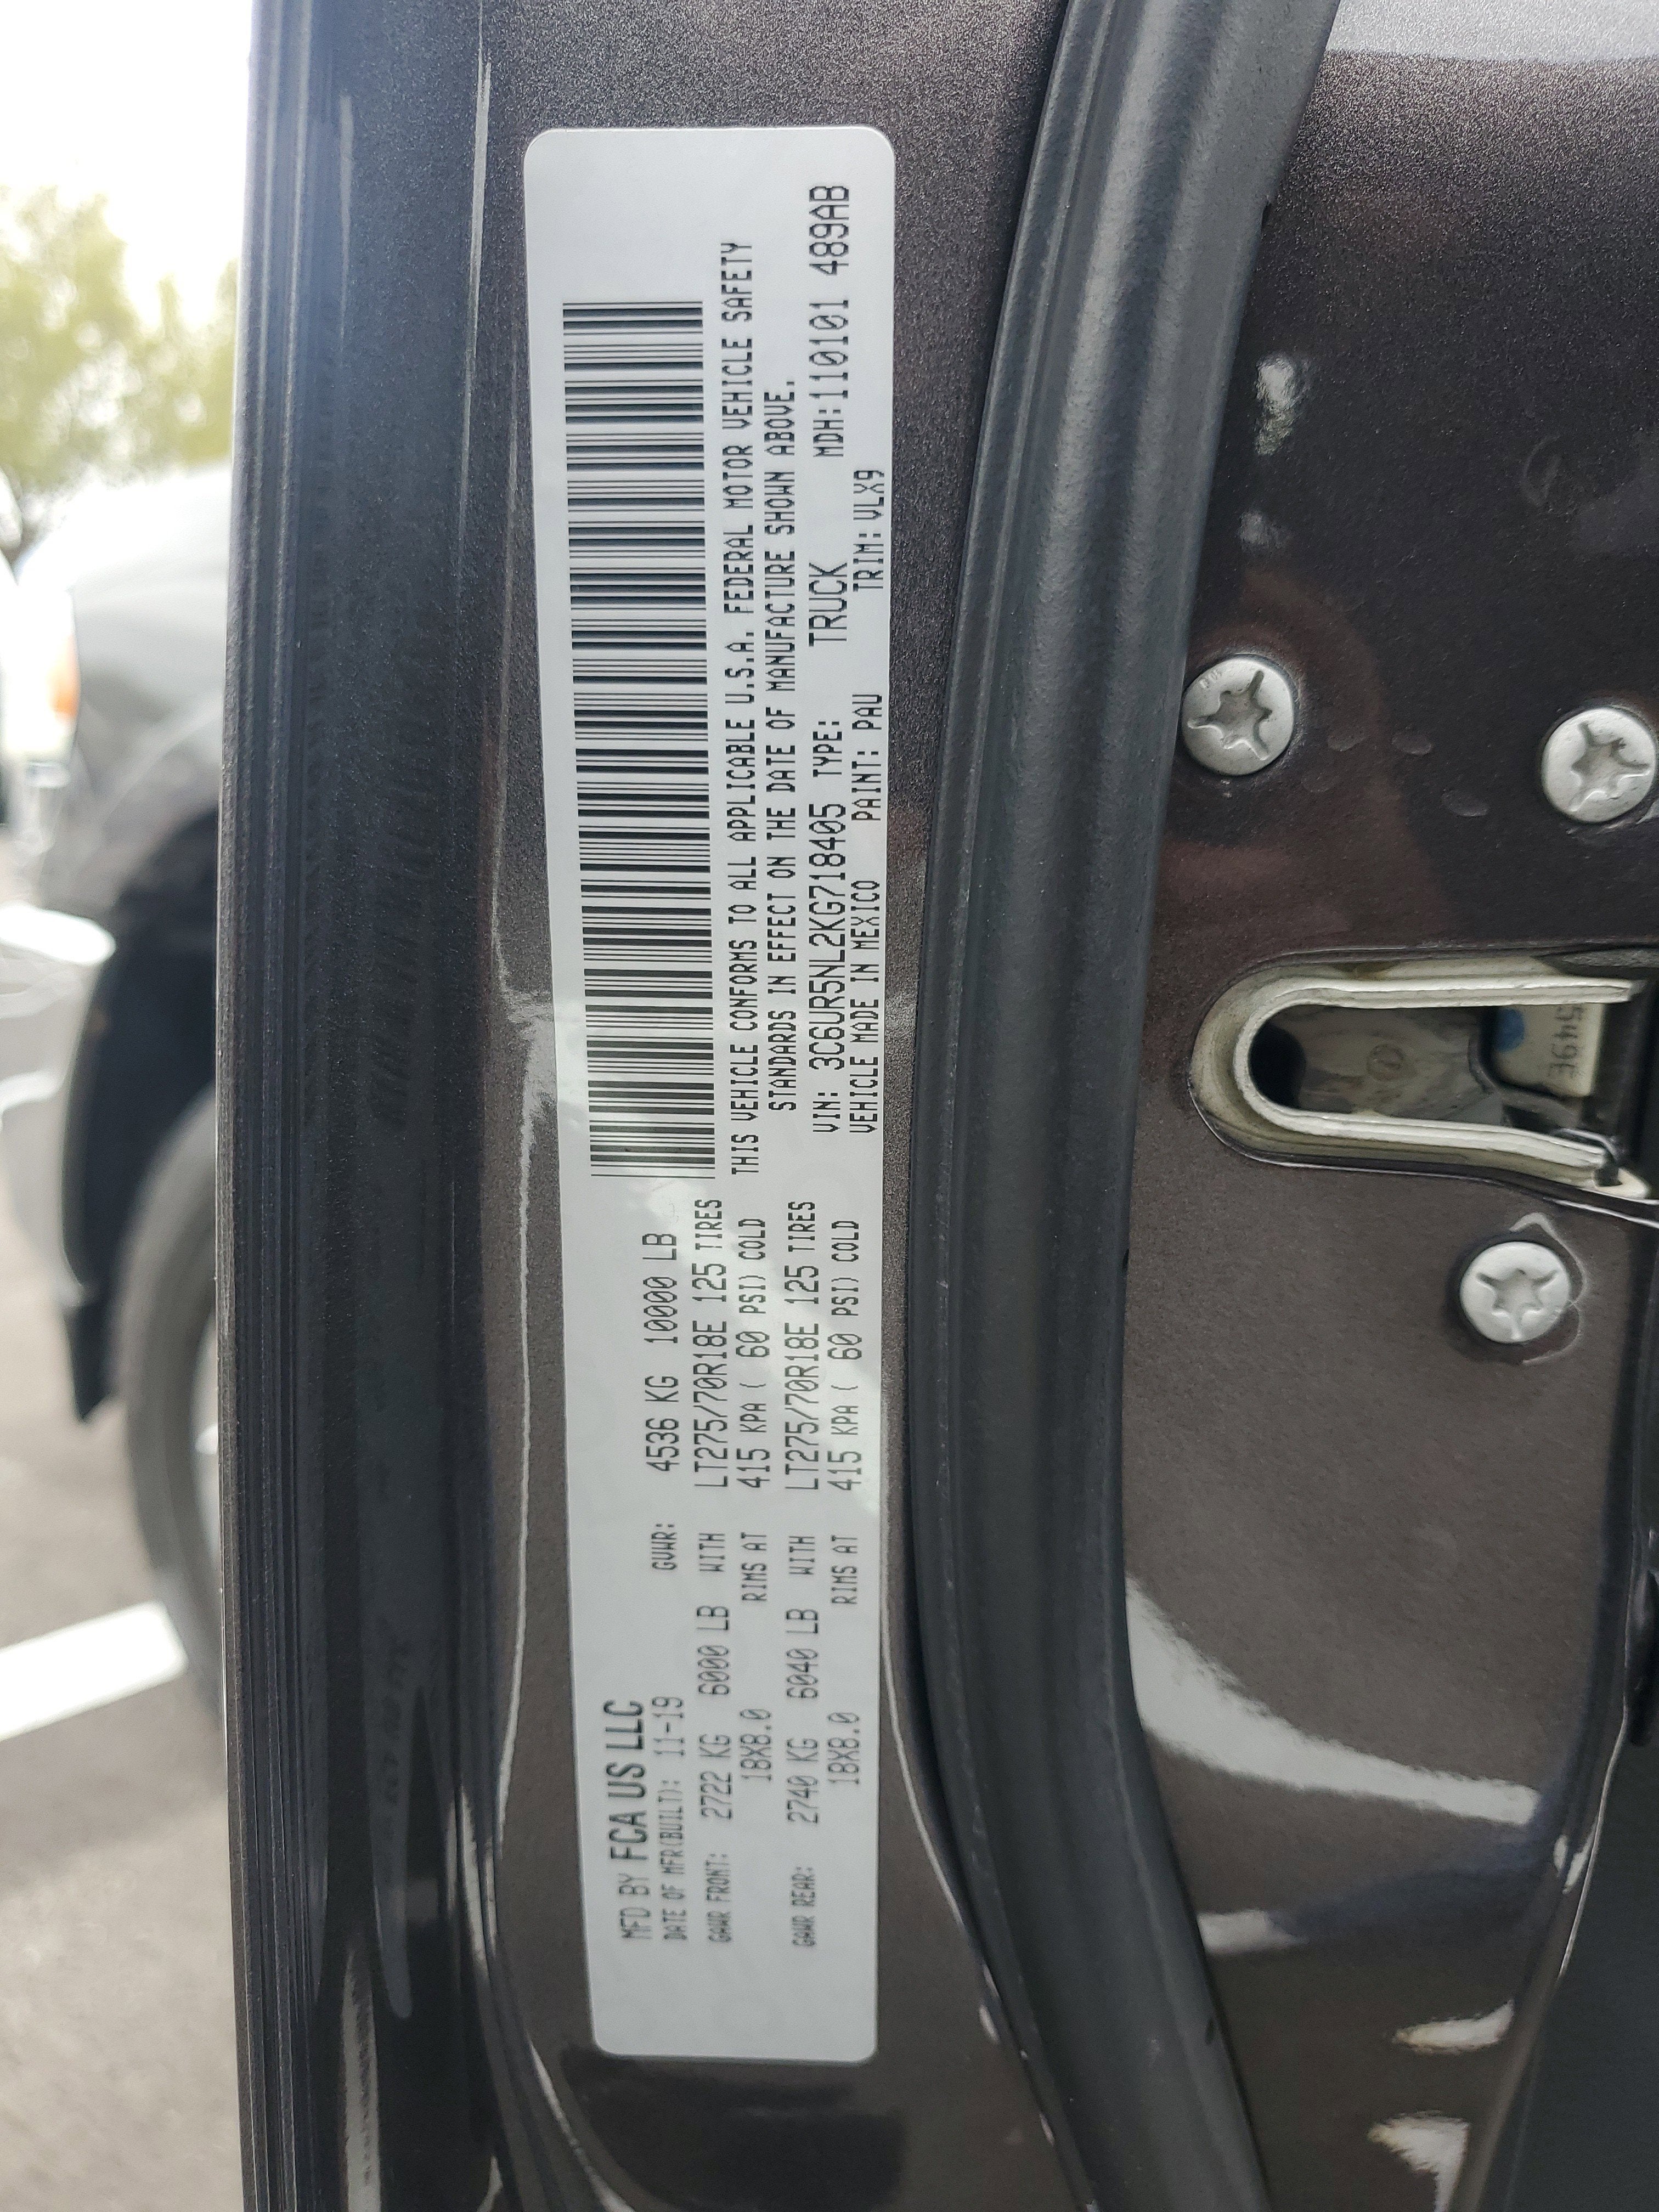 MFD BY FCA US LLC
DATE OF MFR(BUILT): 11-19 GVWR: 4536 KG 10000 LB
GAWR FRONT: 2722 KG 6000 LB WITH LT275/70R18E 125 TIRES
18X8.0 RIMS AT 415 KPA ( 60 PSI) COLD
GAWR REAR: 2740 KG 6040 LB WITH LT275/70R18E 125 TIRES
18X8.0 RIMS AT 415 KPA ( 60 PSI) COLD
THIS VEHICLE CONFORMS TO ALL APPLICABLE U.S.A. FEDERAL MOTOR VEHICLE SAFETY
STANDARDS IN EFFECT ON THE DATE OF MANUFACTURE SHOWN ABOVE.
VIN: 3C6UR5NL2KG718405 TYPE: TRUCK MDH:110101 489AB
VEHICLE MADE IN MEXICO PAINT: PAU TRIM: VLX9
549E